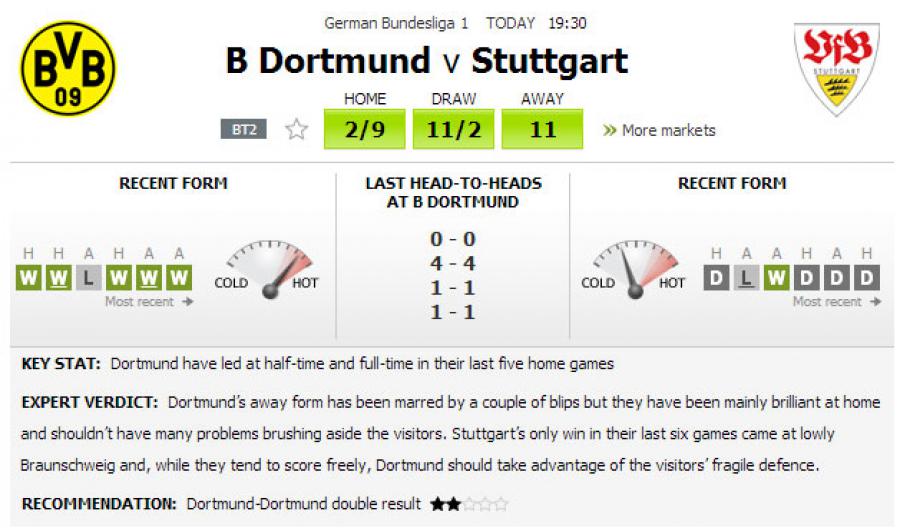 German Bundesliga 1 TODAY 19:30
B Dortmund v Stuttgart
BVB
09
VfB
STUTTGART
HOME DRAW AWAY
BT2 2/9 11/2 11 » More markets
RECENT FORM
H H A H A A
W W L W W W
Most recent
COLD HOT
LAST HEAD-TO-HEADS
AT B DORTMUND
0 - 0
4 - 4
1 - 1
1 - 1
RECENT FORM
COLD HOT
H A A H A H
D L W D D D
Most recent
KEY STAT: Dortmund have led at half-time and full-time in their last five home games
EXPERT VERDICT: Dortmund's away form has been marred by a couple of blips but they have been mainly brilliant at home
and shouldn't have many problems brushing aside the visitors. Stuttgart's only win in their last six games came at lowly
Braunschweig and, while they tend to score freely, Dortmund should take advantage of the visitors' fragile defence.
RECOMMENDATION: Dortmund-Dortmund double result